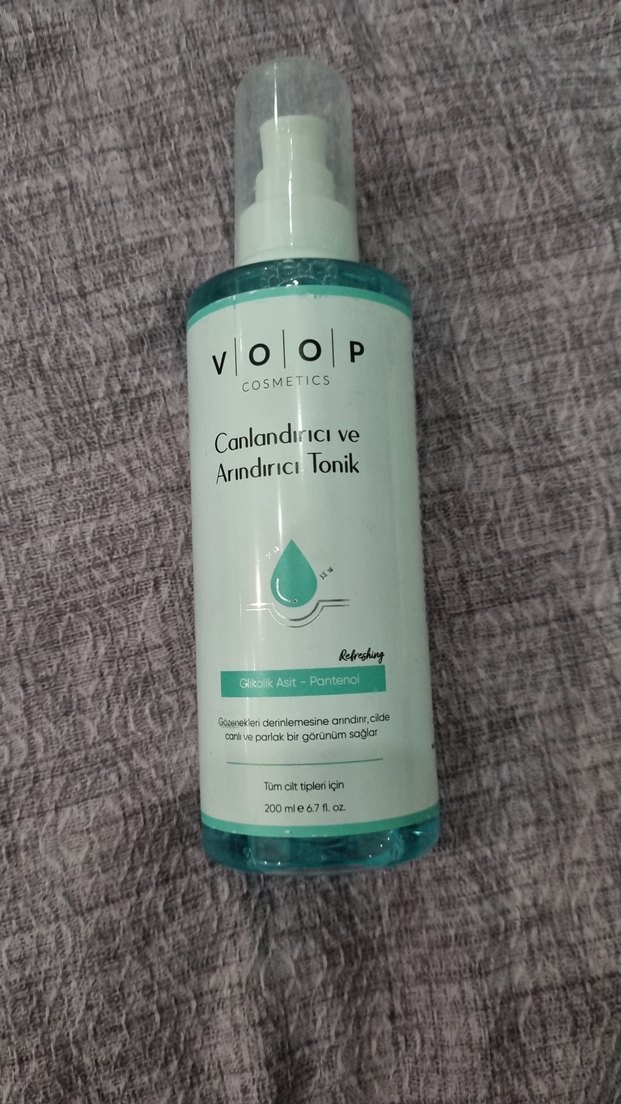 V|O|O|P
COSMETICS
Canlandırıcı ve
Arındırıcı Tonik
Refreshing
Glikolik Asit - Pantenol
Gözenekleri derinlemesine arındırır, cilde
canlı ve parlak bir görünüm sağlar
Tüm cilt tipleri için
200 ml e 6.7 fl. oz.